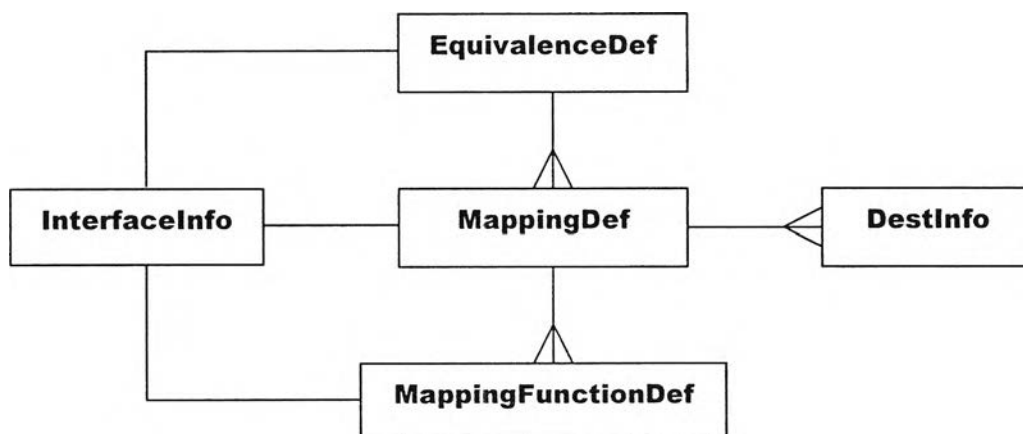 EquivalenceDef
InterfaceInfo
MappingDef
DestInfo
MappingFunctionDef